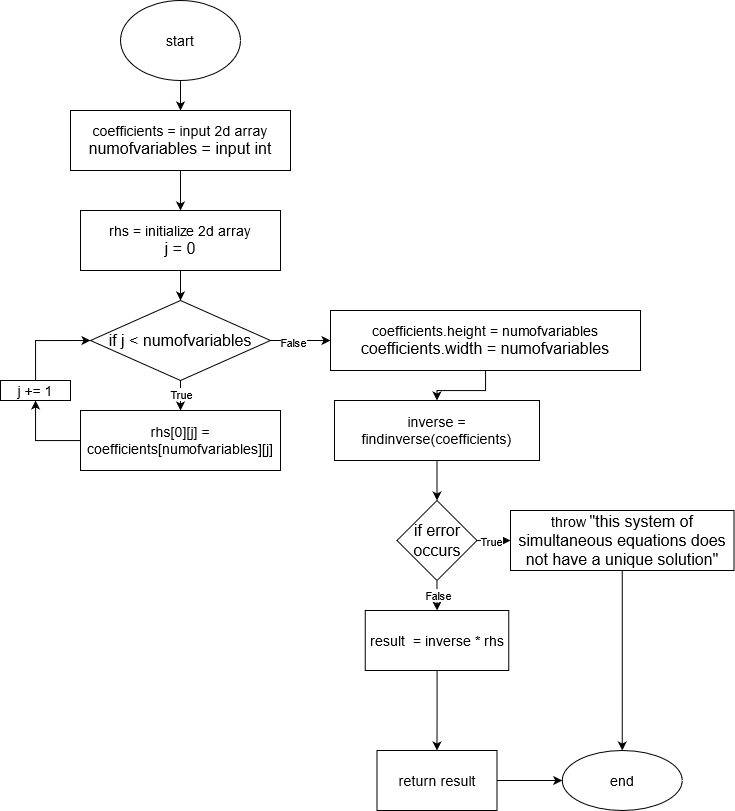 start
coefficients = input 2d array
numofvariables = input int
rhs = initialize 2d array
j = 0
if j < numofvariables
False
coefficients.height = numofvariables
coefficients.width = numofvariables
j += 1
True
rhs[0][j] =
coefficients[numofvariables][j]
inverse =
findinverse(coefficients)
if error
occurs
True
throw "this system of
simultaneous equations does
not have a unique solution"
False
result  = inverse * rhs
return result
end